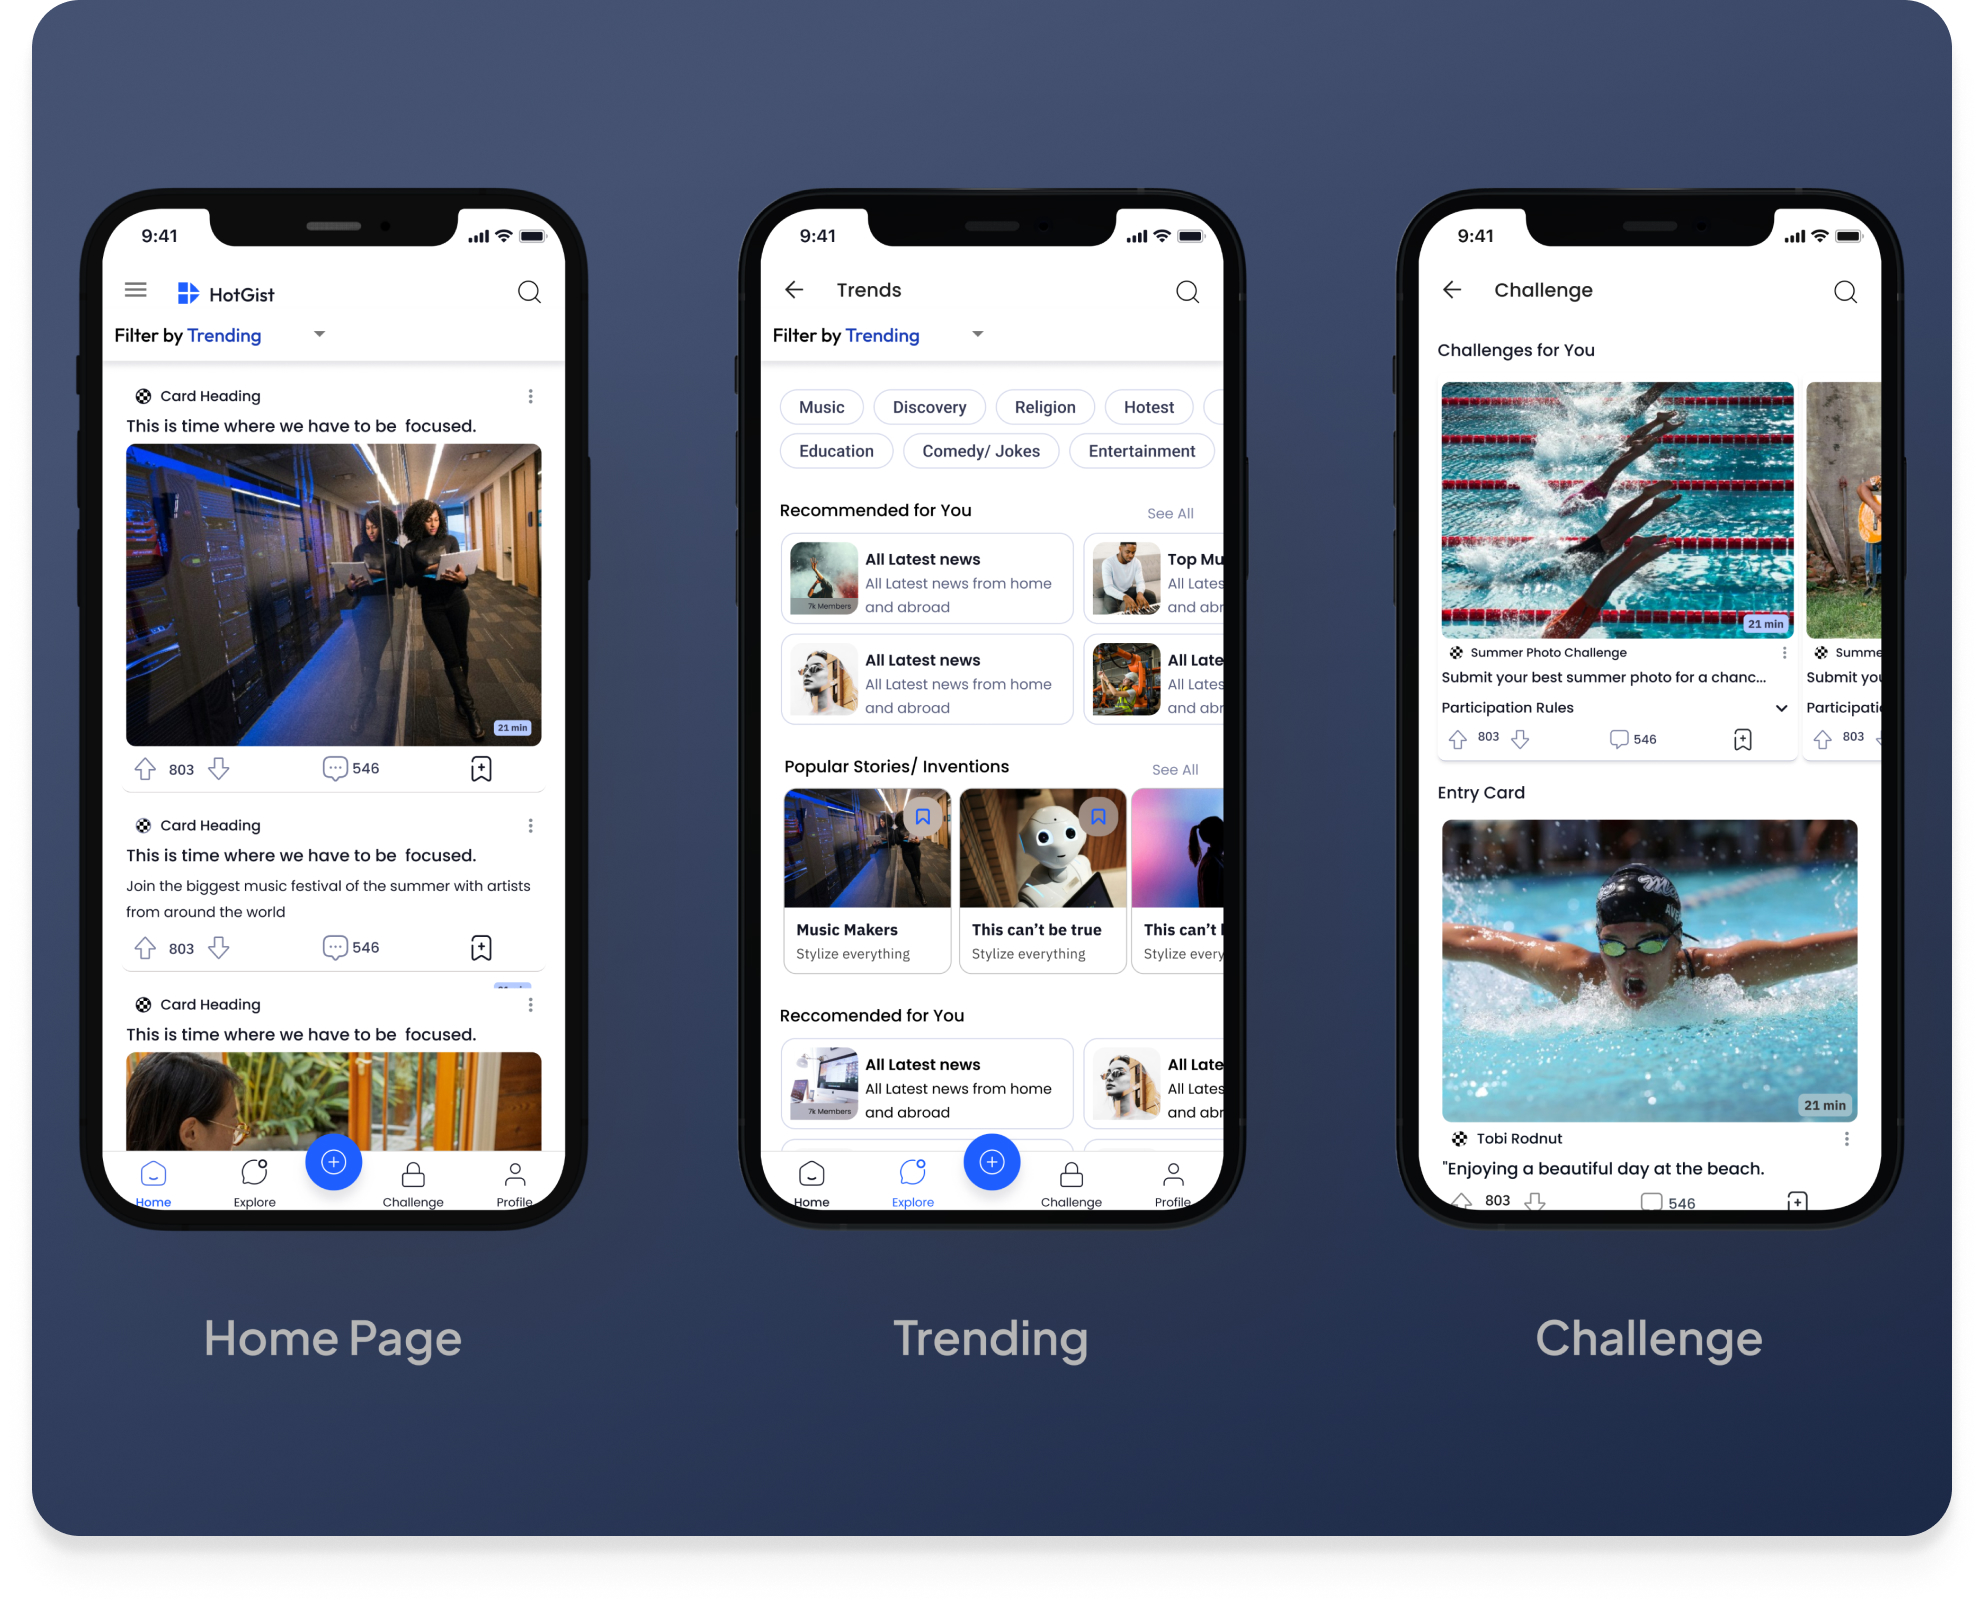 9:41
HotGist
Filter by Trending
Card Heading
This is time where we have to be focused.
21 min
803
546
Card Heading
This is time where we have to be focused.
Join the biggest music festival of the summer with artists
from around the world
803
546
Card Heading
This is time where we have to be focused.
Home
Explore
Challenge
Profile
Home Page
9:41
Trends
Filter by Trending
Music
Discovery
Religion
Hotest
Education
Comedy/ Jokes
Entertainment
Recommended for You
See All
7k Members
All Latest news
All Latest news from home
and abroad
Top Mu
All Lates
and abr
All Latest news
All Latest news from home
and abroad
All Late
All Lates
and abr
Popular Stories/ Inventions
See All
Music Makers
Stylize everything
This can't be true
Stylize everything
This can't
Stylize every
Reccomended for You
7k Members
All Latest news
All Latest news from home
and abroad
All Late
All Lates
and abr
Home
Explore
Challenge
Profile
Trending
9:41
Challenge
Challenges for You
21 min
Summer Photo Challenge
Submit your best summer photo for a chanc...
Participation Rules
803
546
Summe
Submit you
Participati
803
Entry Card
21 min
Tobi Rodnut
"Enjoying a beautiful day at the beach.
803
546
Challenge